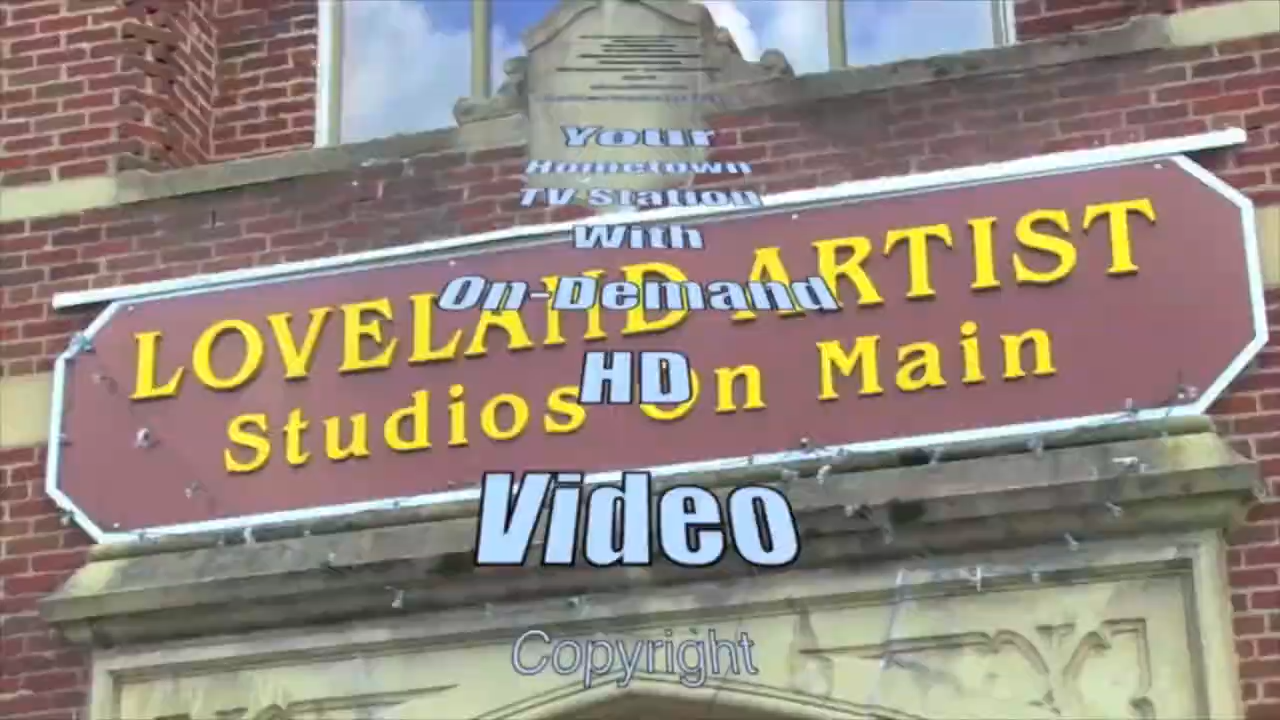 Your
Hometown
TV Station
With
On-Demand
HD
Video
Copyright
LOVELAND ARTIST
Studios On Main